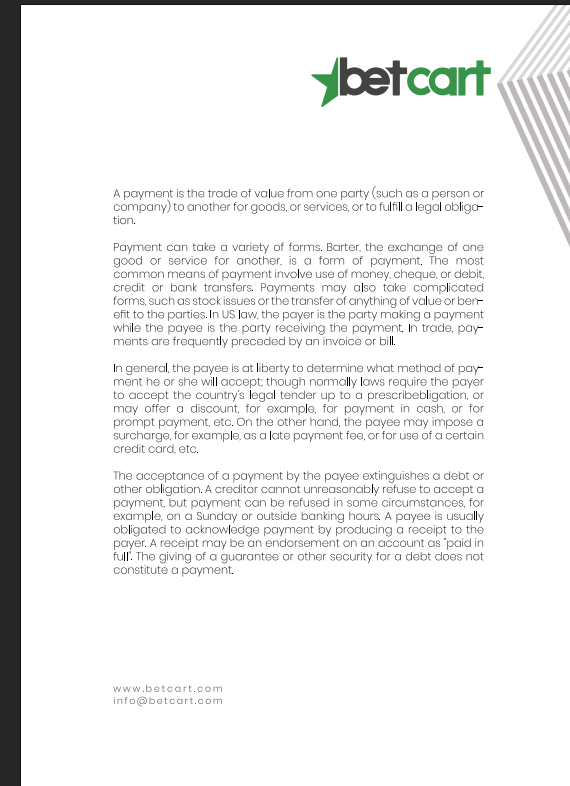 betcart
A payment is the trade of value from one party (such as a person or
company) to another for goods, or services, or to fulfill a legal obliga-
tion.
Payment can take a variety of forms. Barter, the exchange of one
good or service for another, is a form of payment. The most
common means of payment involve use of money, cheque, or debit,
credit or bank transfers. Payments may also take complicated
forms, such as stock issues or the transfer of anything of value or ben-
efit to the parties. In US law, the payer is the party making a payment
while the payee is the party receiving the payment. In trade, pay-
ments are frequently preceded by an invoice or bill.
In general, the payee is at liberty to determine what method of pay-
ment he or she will accept; though normally laws require the payer
to accept the country's legal tender up to a prescribebligation, or
may offer a discount, for example, for payment in cash, or for
prompt payment, etc. On the other hand, the payee may impose a
surcharge, for example, as a late payment fee, or for use of a certain
credit card, etc.
The acceptance of a payment by the payee extinguishes a debt or
other obligation. A creditor cannot unreasonably refuse to accept a
payment, but payment can be refused in some circumstances, for
example, on a Sunday or outside banking hours. A payee is usually
obligated to acknowledge payment by producing a receipt to the
payer. A receipt may be an endorsement on an account as "paid in
full". The giving of a guarantee or other security for a debt does not
constitute a payment.
www.betcart.com
info@betcart.com